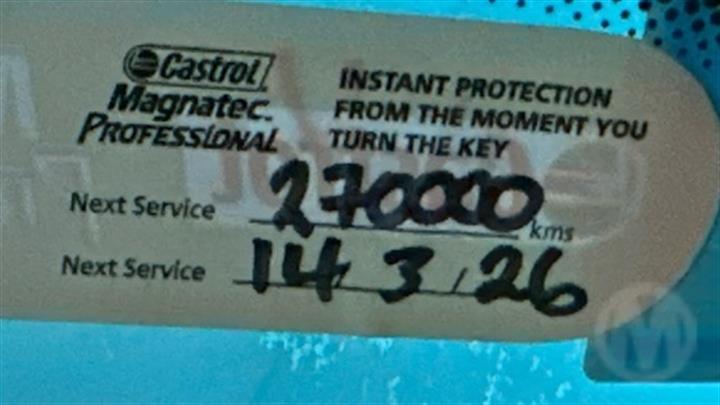 Castrol
Magnatec.
PROFESSIONAL
INSTANT PROTECTION
FROM THE MOMENT YOU
TURN THE KEY
Next Service 270000 kms
Next Service 14/3/26
M